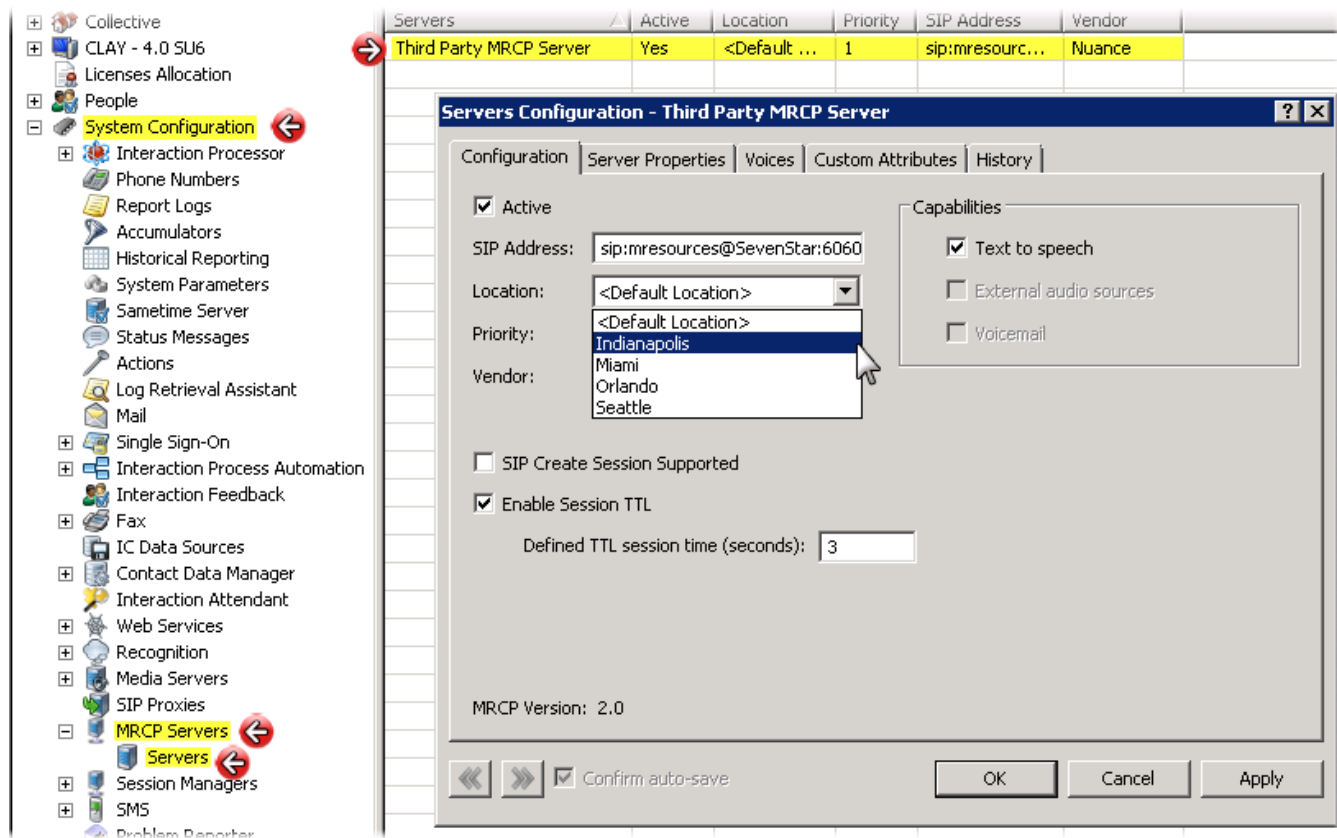 Collective
CLAY - 4.0 SU6
Licenses Allocation
People
System Configuration
Interaction Processor
Phone Numbers
Report Logs
Accumulators
Historical Reporting
System Parameters
Sametime Server
Status Messages
Actions
Log Retrieval Assistant
Mail
Single Sign-On
Interaction Process Automation
Interaction Feedback
Fax
IC Data Sources
Contact Data Manager
Interaction Attendant
Web Services
Recognition
Media Servers
SIP Proxies
MRCP Servers
Servers
Session Managers
SMS
Problem Reporter
Servers Active Location Priority SIP Address Vendor
Third Party MRCP Server Yes <Default ... 1 sip:mresourc... Nuance
Servers Configuration - Third Party MRCP Server
Configuration Server Properties Voices Custom Attributes History
Active
SIP Address: sip:mresources@SevenStar:6060
Location: <Default Location>
<Default Location>
Indianapolis
Miami
Orlando
Seattle
Priority:
Vendor:
Capabilities
Text to speech
External audio sources
Voicemail
SIP Create Session Supported
Enable Session TTL
Defined TTL session time (seconds): 3
MRCP Version: 2.0
Confirm auto-save OK Cancel Apply